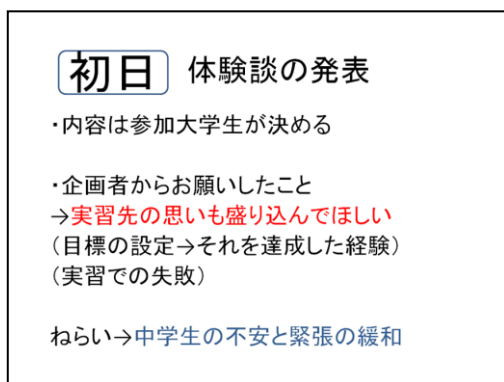 初日 体験談の発表
・内容は参加大学生が決める
・企画者からお願いしたこと
→実習先の思いも盛り込んでほしい
（目標の設定→それを達成した経験）
（実習での失敗）
ねらい→中学生の不安と緊張の緩和